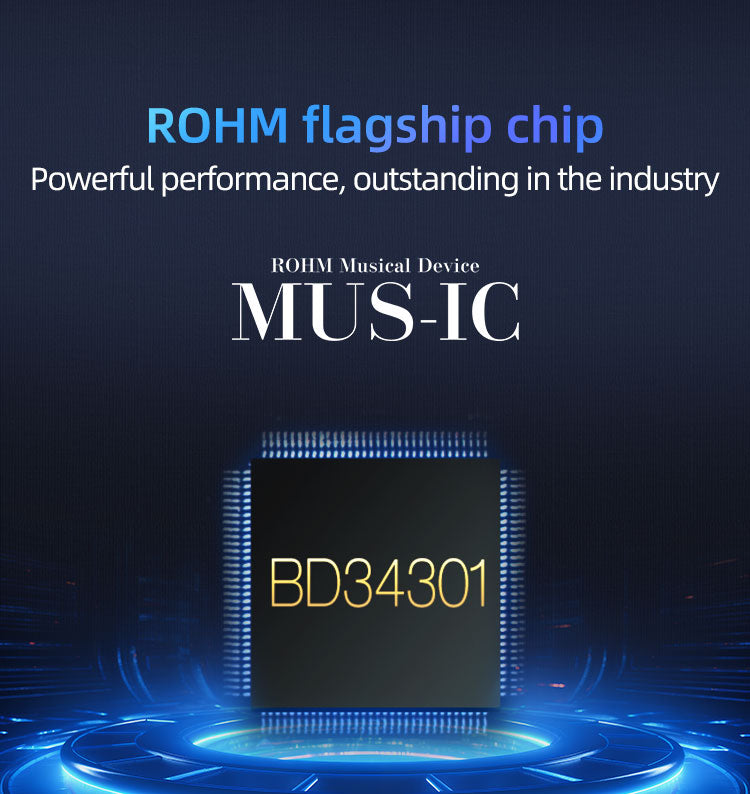 ROHM flagship chip
Powerful performance, outstanding in the industry
ROHM Musical Device
MUS-IC
BD34301